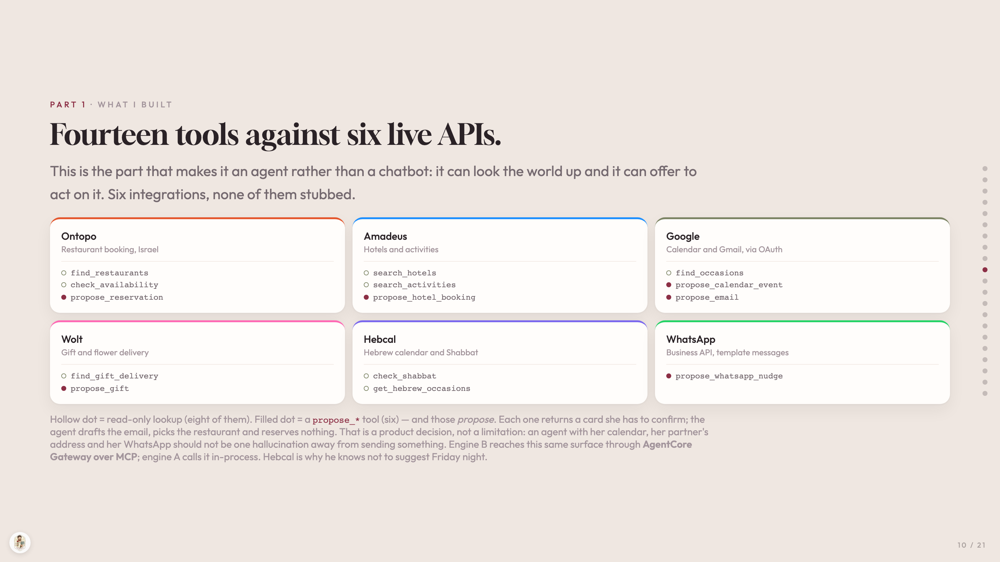 PART 1 · WHAT I BUILT
Fourteen tools against six live APIs.
This is the part that makes it an agent rather than a chatbot: it can look the world up and it can offer to
act on it. Six integrations, none of them stubbed.
Ontopo
Restaurant booking, Israel
find_restaurants
check_availability
propose_reservation
Amadeus
Hotels and activities
search_hotels
search_activities
propose_hotel_booking
Google
Calendar and Gmail, via OAuth
find_occasions
propose_calendar_event
propose_email
Wolt
Gift and flower delivery
find_gift_delivery
propose_gift
Hebcal
Hebrew calendar and Shabbat
check_shabbat
get_hebrew_occasions
WhatsApp
Business API, template messages
propose_whatsapp_nudge
Hollow dot = read-only lookup (eight of them). Filled dot = a propose_* tool (six) — and those propose. Each one returns a card she has to confirm; the
agent drafts the email, picks the restaurant and reserves nothing. That is a product decision, not a limitation: an agent with her calendar, her partner's
address and her WhatsApp should not be one hallucination away from sending something. Engine B reaches this same surface through AgentCore
Gateway over MCP; engine A calls it in-process. Hebcal is why he knows not to suggest Friday night.
10 / 21